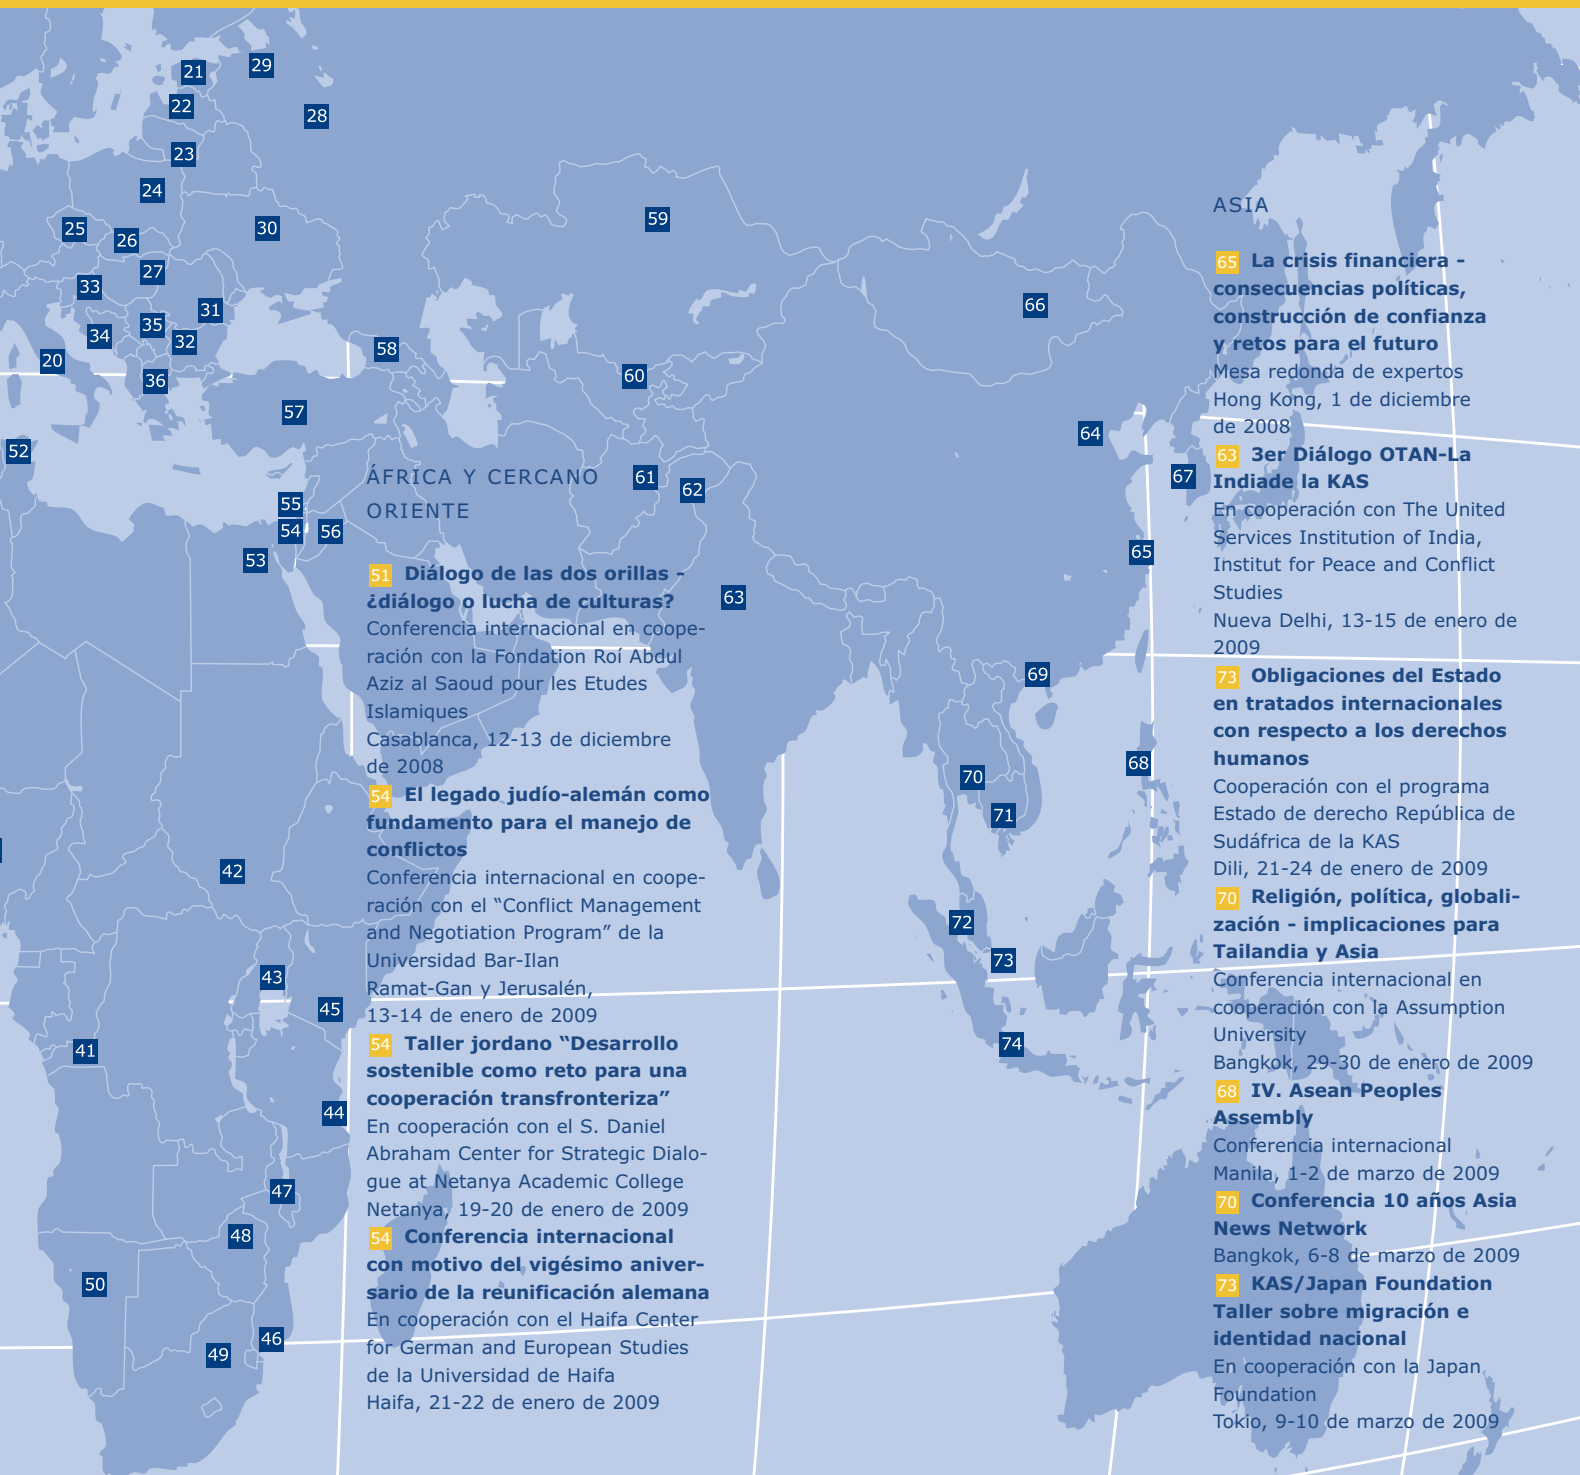 21
29
22
28
23
24
25
26
30
59
27
33
31
66
34
35
32
20
58
36
60
57
64
52
61
62
67
55
54
56
53
65
63
69
68
70
71
42
72
73
43
45
41
74
44
47
48
50
46
49
ÁFRICA Y CERCANO
ORIENTE
51 Diálogo de las dos orillas -
¿diálogo o lucha de culturas?
Conferencia internacional en coope-
ración con la Fondation Roí Abdul
Aziz al Saoud pour les Etudes
Islamiques
Casablanca, 12-13 de diciembre
de 2008
54 El legado judío-alemán como
fundamento para el manejo de
conflictos
Conferencia internacional en coope-
ración con el “Conflict Management
and Negotiation Program” de la
Universidad Bar-Ilan
Ramat-Gan y Jerusalén,
13-14 de enero de 2009
54 Taller jordano “Desarrollo
sostenible como reto para una
cooperación transfronteriza”
En cooperación con el S. Daniel
Abraham Center for Strategic Dialo-
gue at Netanya Academic College
Netanya, 19-20 de enero de 2009
54 Conferencia internacional
con motivo del vigésimo aniver-
sario de la reunificación alemana
En cooperación con el Haifa Center
for German and European Studies
de la Universidad de Haifa
Haifa, 21-22 de enero de 2009
ASIA
65 La crisis financiera -
consecuencias políticas,
construcción de confianza
y retos para el futuro
Mesa redonda de expertos
Hong Kong, 1 de diciembre
de 2008
63 3er Diálogo OTAN-La
Indiade la KAS
En cooperación con The United
Services Institution of India,
Institut for Peace and Conflict
Studies
Nueva Delhi, 13-15 de enero de
2009
73 Obligaciones del Estado
en tratados internacionales
con respecto a los derechos
humanos
Cooperación con el programa
Estado de derecho República de
Sudáfrica de la KAS
Dili, 21-24 de enero de 2009
70 Religión, política, globali-
zación - implicaciones para
Tailandia y Asia
Conferencia internacional en
cooperación con la Assumption
University
Bangkok, 29-30 de enero de 2009
68 IV. Asean Peoples
Assembly
Conferencia internacional
Manila, 1-2 de marzo de 2009
70 Conferencia 10 años Asia
News Network
Bangkok, 6-8 de marzo de 2009
73 KAS/Japan Foundation
Taller sobre migración e
identidad nacional
En cooperación con la Japan
Foundation
Tokio, 9-10 de marzo de 2009